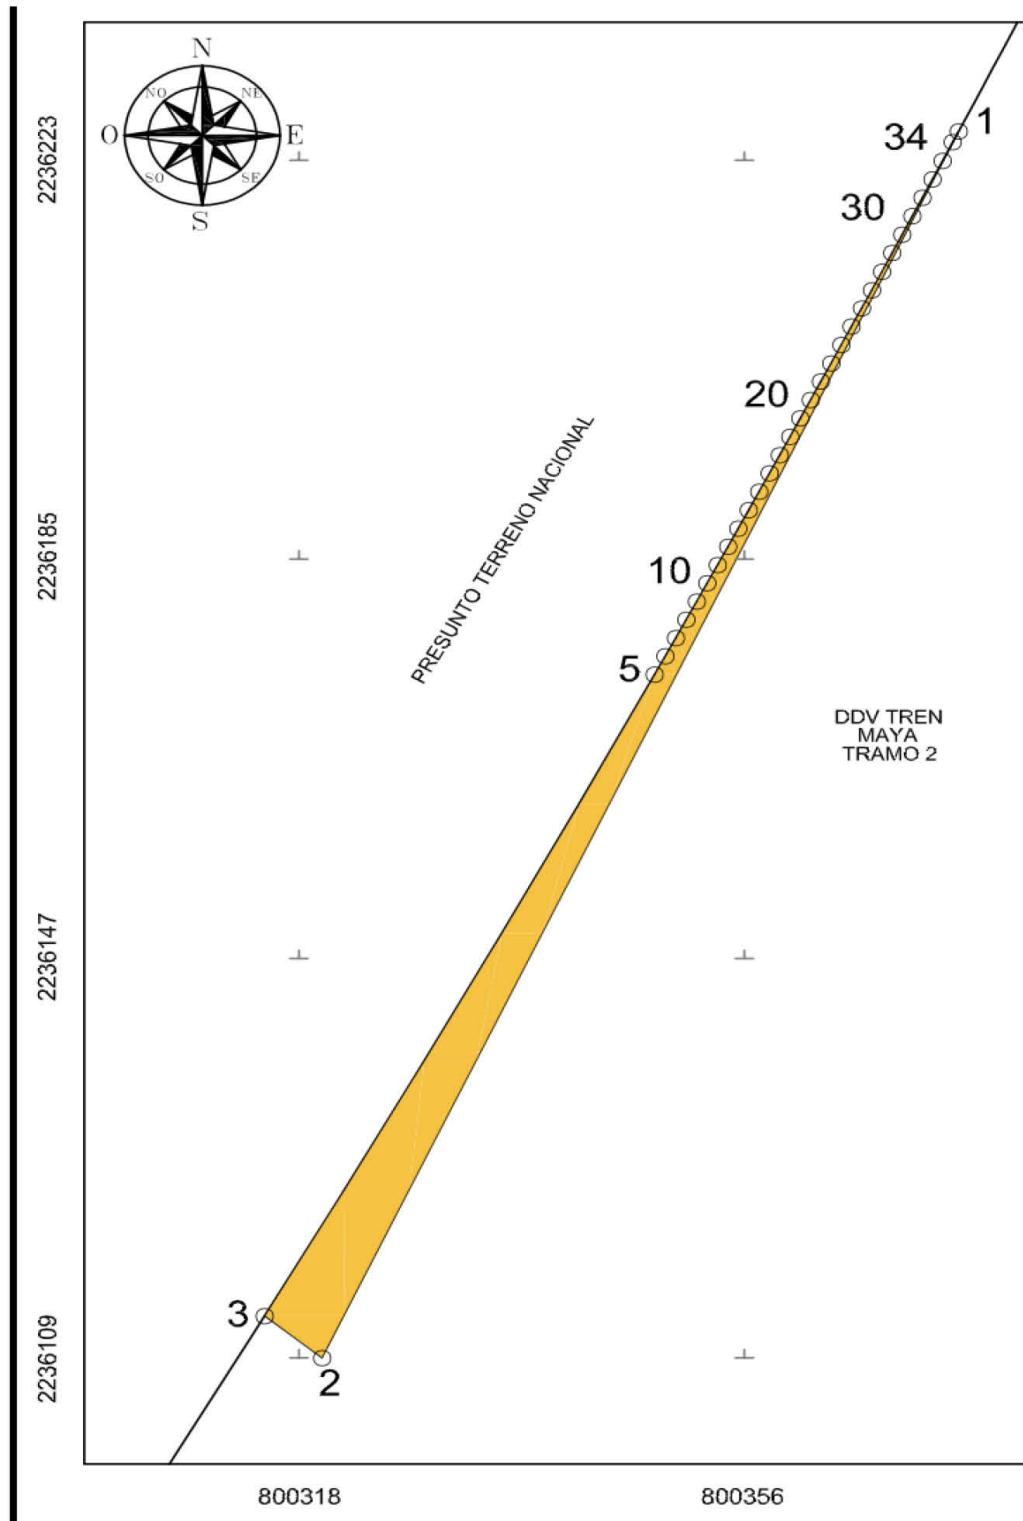 N
NO
NE
O
E
SO
SE
S
1
34
2236223
30
20
PRESUNTO TERRENO NACIONAL
2236185
10
5
DDV TREN
MAYA
TRAMO 2
2236147
3
2236109
2
800318
800356